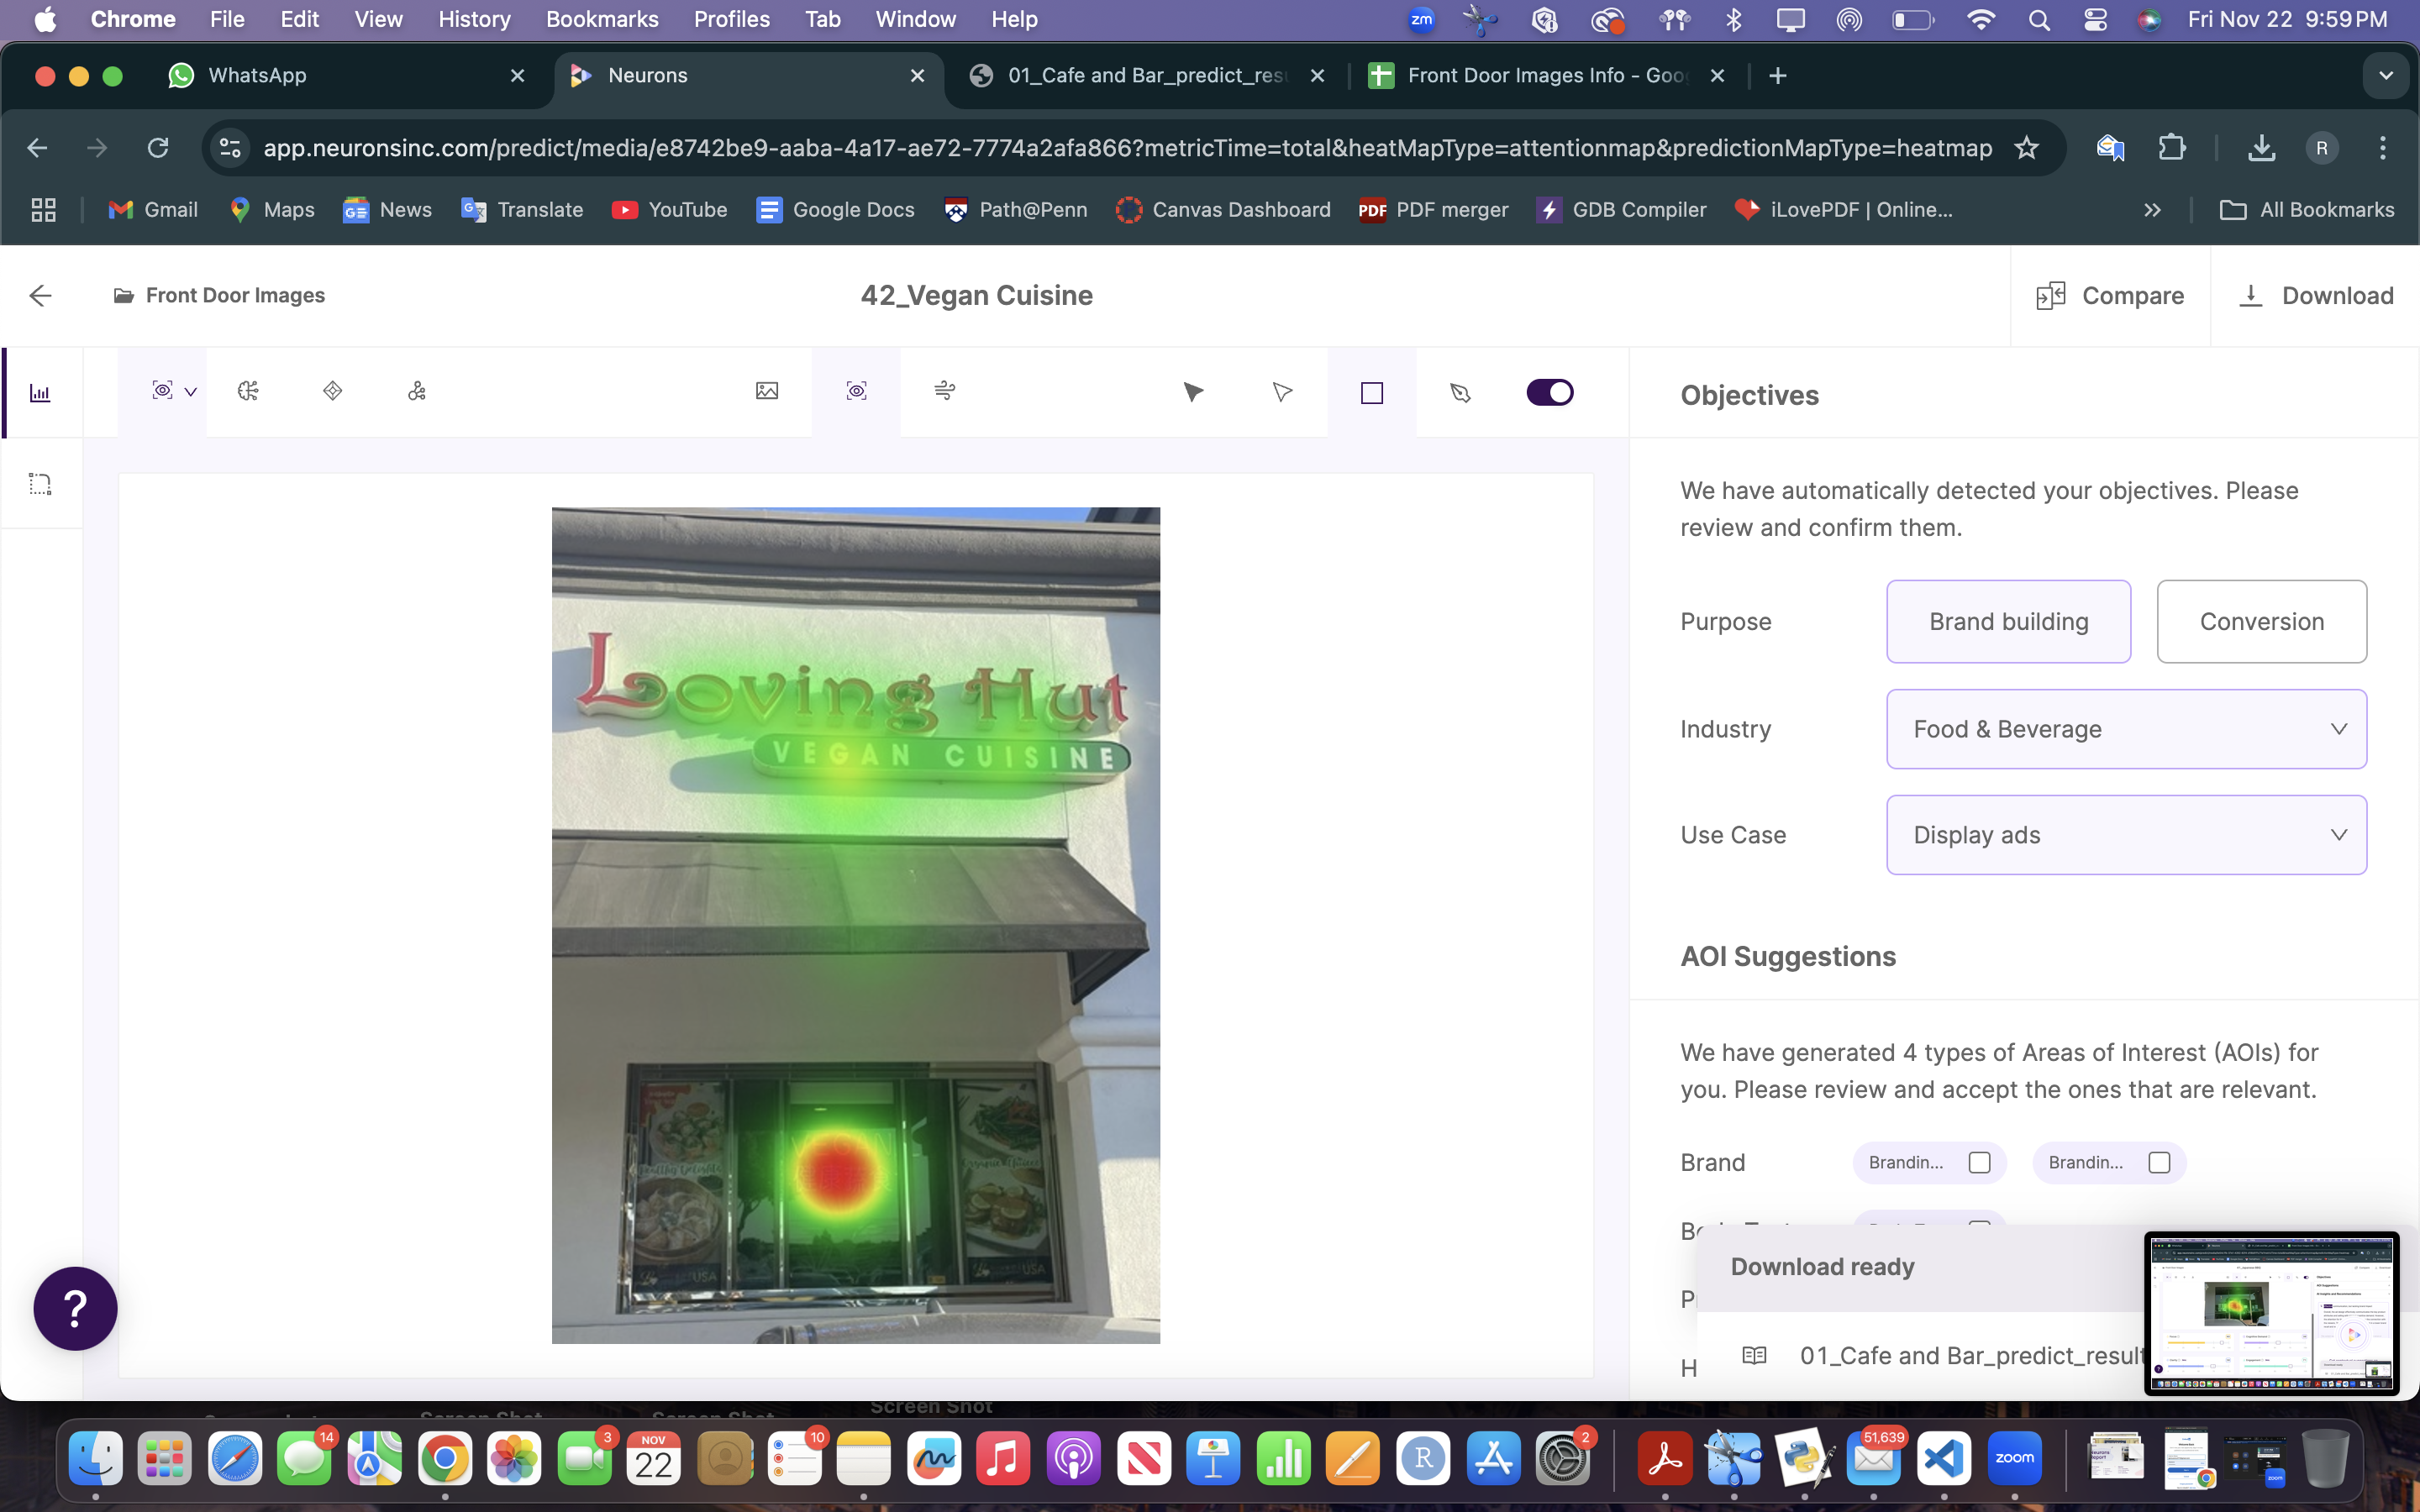 Chrome File Edit View History Bookmarks Profiles Tab Window Help
zm
Fri Nov 22 9:59 PM
WhatsApp
Neurons
01_Cafe and Bar_predict_resu
Front Door Images Info - Goo
app.neuronsinc.com/predict/media/e8742be9-aaba-4a17-ae72-7774a2afa866?metricTime=total&heatMapType=attentionmap&predictionMapType=heatmap
R
Gmail Maps News Translate YouTube Google Docs Path@Penn Canvas Dashboard PDF PDF merger GDB Compiler iLovePDF | Online... All Bookmarks
Front Door Images
42_Vegan Cuisine
Compare
Download
Objectives
We have automatically detected your objectives. Please
review and confirm them.
Purpose
Brand building
Conversion
Industry
Food & Beverage
Use Case
Display ads
AOI Suggestions
We have generated 4 types of Areas of Interest (AOIs) for
you. Please review and accept the ones that are relevant.
Brand
Brandin...
Brandin...
Download ready
01_Cafe and Bar_predict_result
Loving Hut
VEGAN CUISINE
USA
?
Screen Shot
14
3
NOV
22
10
R
2
51,639
zoom